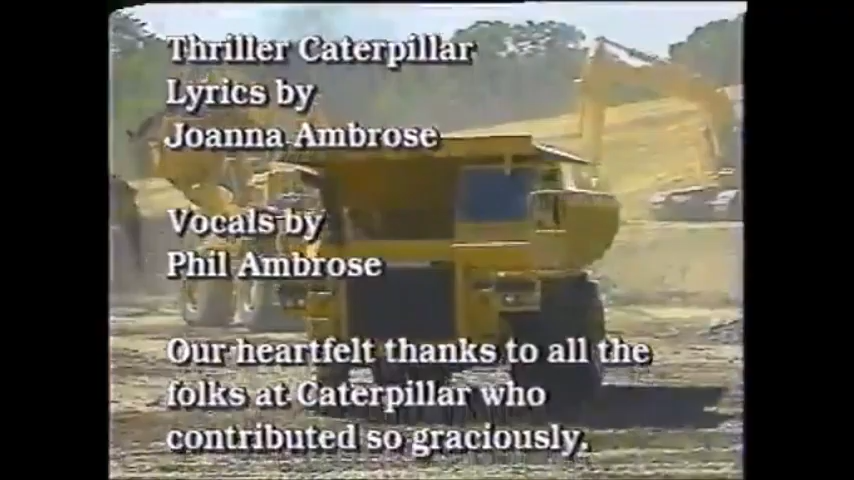 Thriller Caterpillar
Lyrics by
Joanna Ambrose
Vocals by
Phil Ambrose
Our heartfelt thanks to all the
folks at Caterpillar who
contributed so graciously.